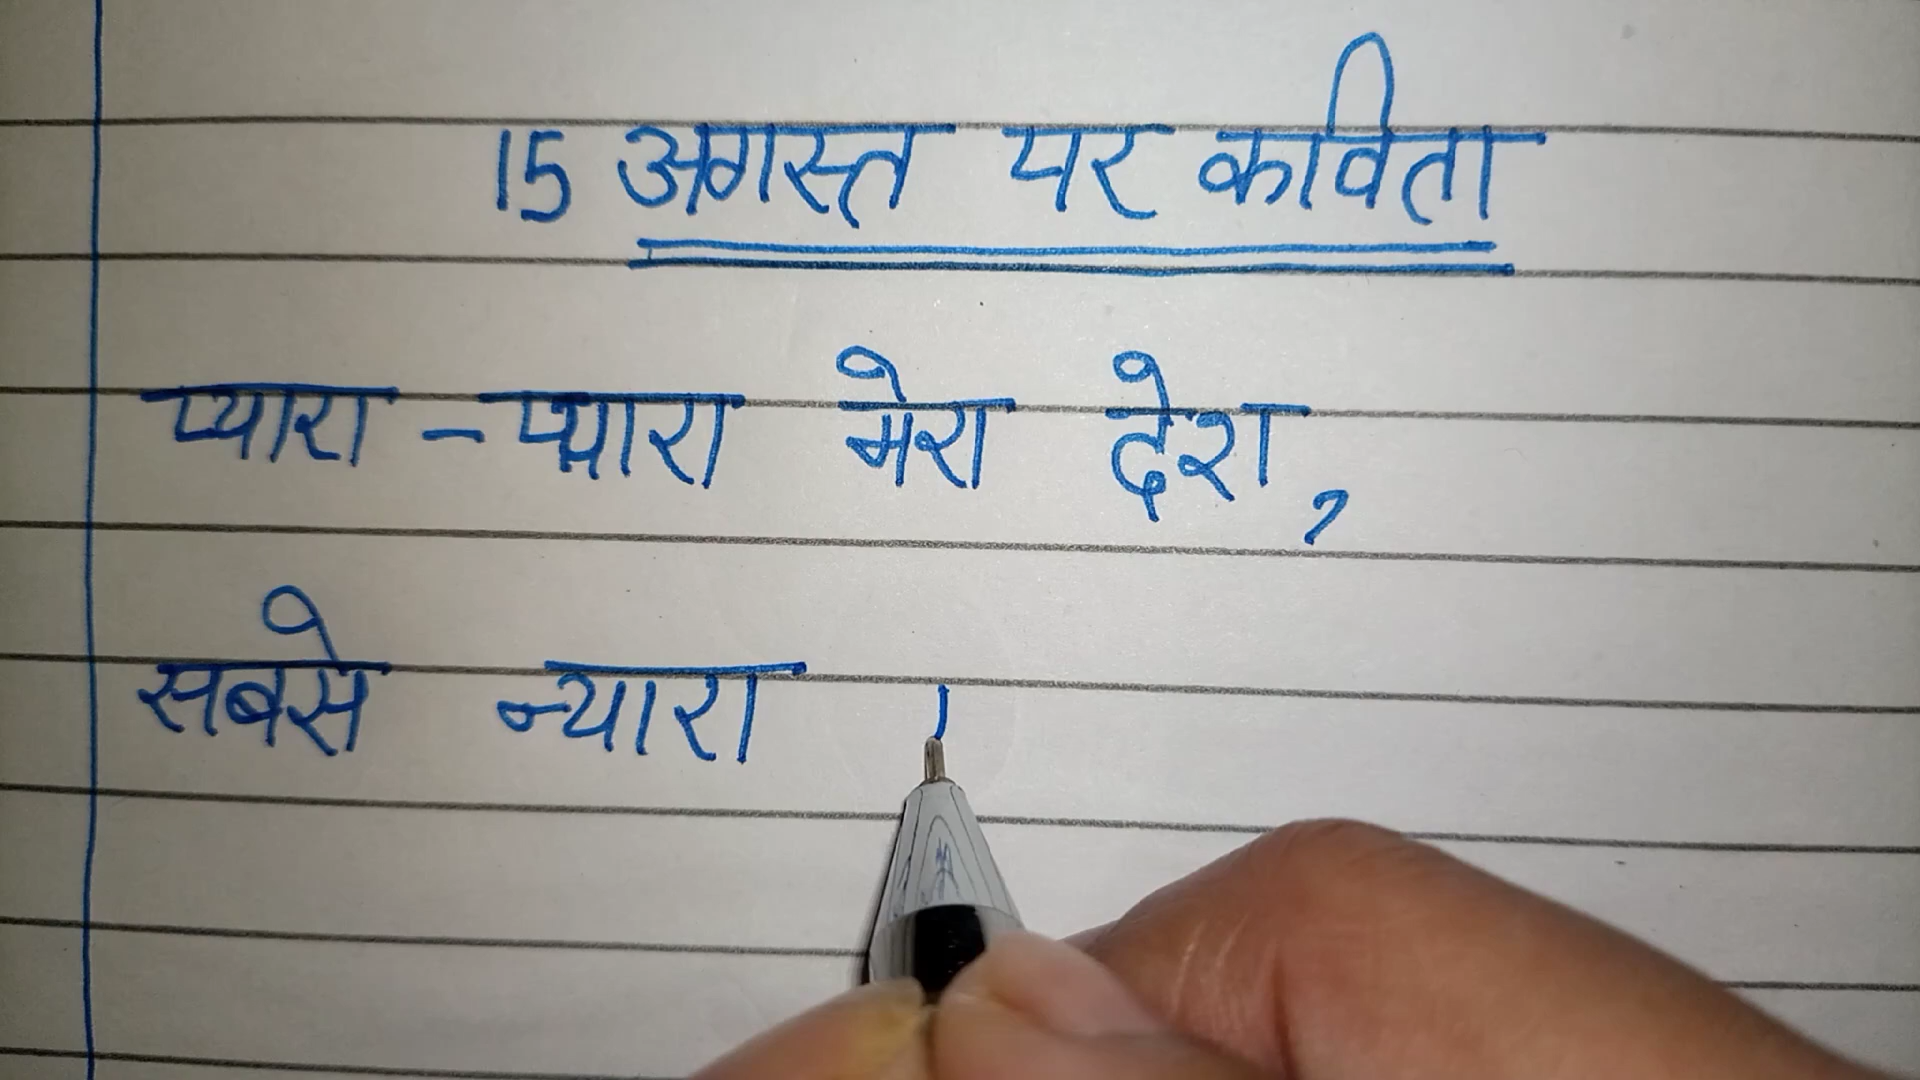 15 अगस्त पर कविता
प्यारा - प्यारा मेरा देश,
सबसे न्यारा